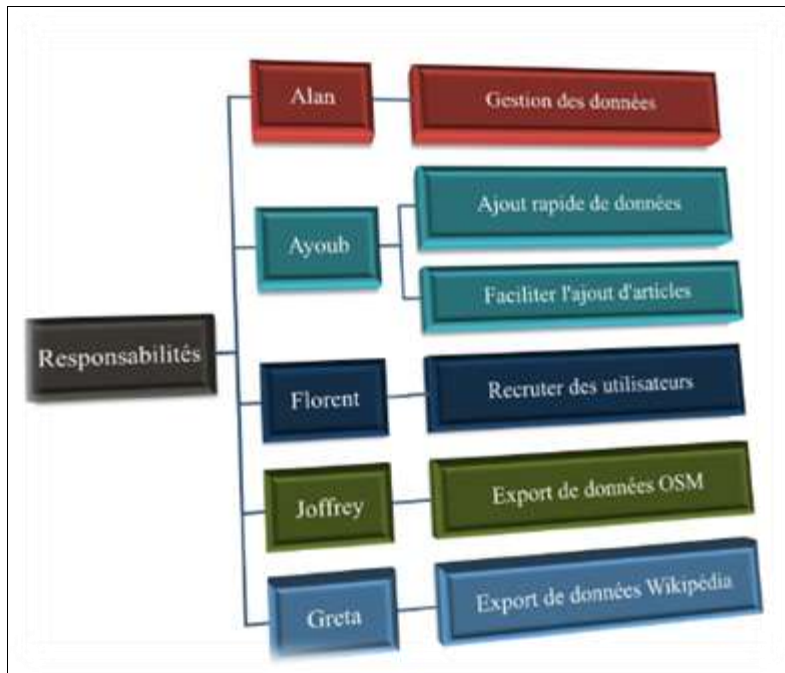 Responsabilités
Alan
Gestion des données
Ayoub
Ajout rapide de données
Faciliter l'ajout d'articles
Florent
Recruter des utilisateurs
Joffrey
Export de données OSM
Greta
Export de données Wikipédia